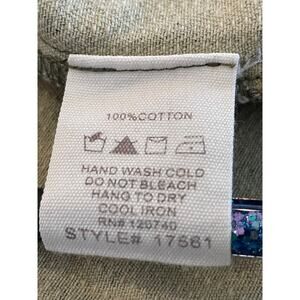 100%COTTON
HAND WASH COLD
DO NOT BLEACH
HANG TO DRY
COOL IRON
RN# 120740
STYLE# 17561